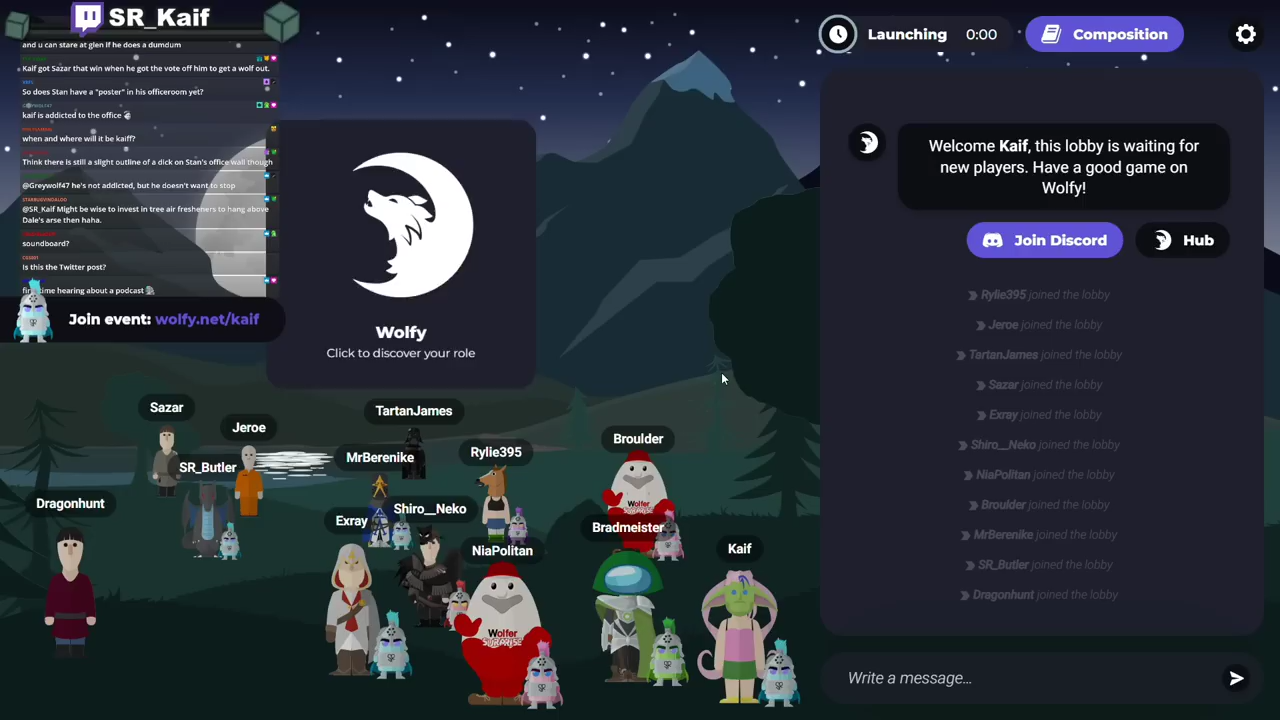 SR_Kaif
and u can stare at glen If he does a dumdum
Kaif got Sazar that win when he got the vote off him to get a wolf out.
So does Stan have a "poster" in his officeroom yet?
kaif is addicted to the office
when and where will it be kaiff?
Think there is still a slight outline of a dick on Stan's office wall though
@Greywolf47 he's not addicted, but he doesn't want to stop
@SR_Kaif Might be wise to invest in tree air fresheners to hang above
Dale's arse then haha.
soundboard?
Is this the Twitter post?
time hearing about a podcast
Join event: wolfy.net/kaif
Wolfy
Click to discover your role
Launching 0:00
Composition
Welcome Kaif, this lobby is waiting for
new players. Have a good game on
Wolfy!
Join Discord
Hub
Rylie395 joined the lobby
Jeroe joined the lobby
TartanJames joined the lobby
Sazar joined the lobby
Exray joined the lobby
Shiro__Neko joined the lobby
NiaPolitan joined the lobby
Broulder joined the lobby
MrBerenike joined the lobby
SR_Butler joined the lobby
Dragonhunt joined the lobby
Write a message...
Sazar
TartanJames
Jeroe
Broulder
Rylie395
MrBerenike
SR_Butler
Dragonhunt
Shiro__Neko
Exray
Bradmeister
NiaPolitan
Kaif
Wolfer
SURPRISE
Wolfer
SURPRISE